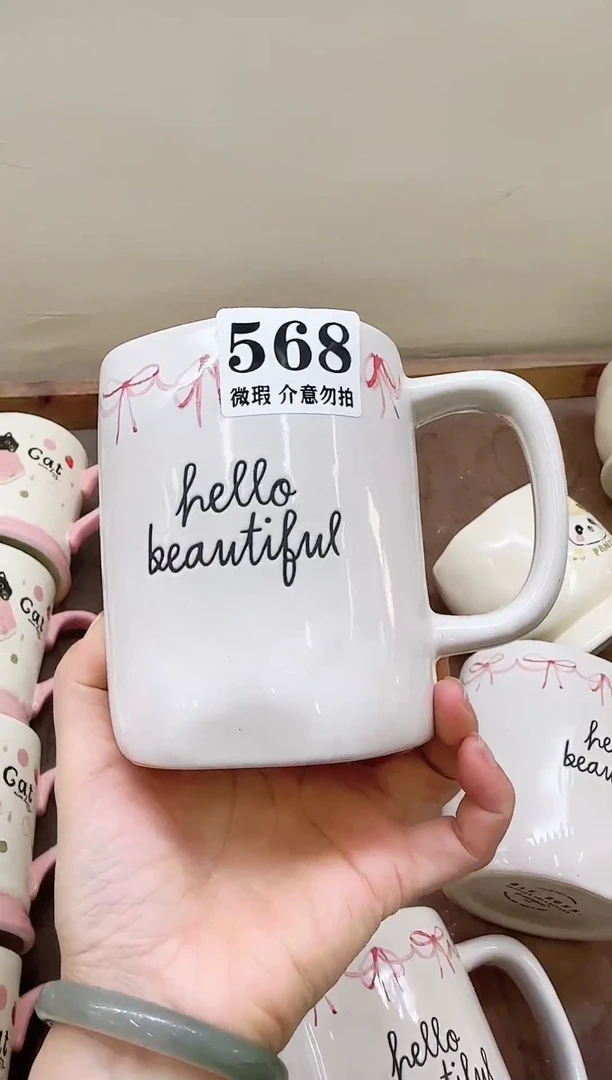 568
微瑕 介意勿拍
hello
beautiful
Cat
Cat
Cat
hello